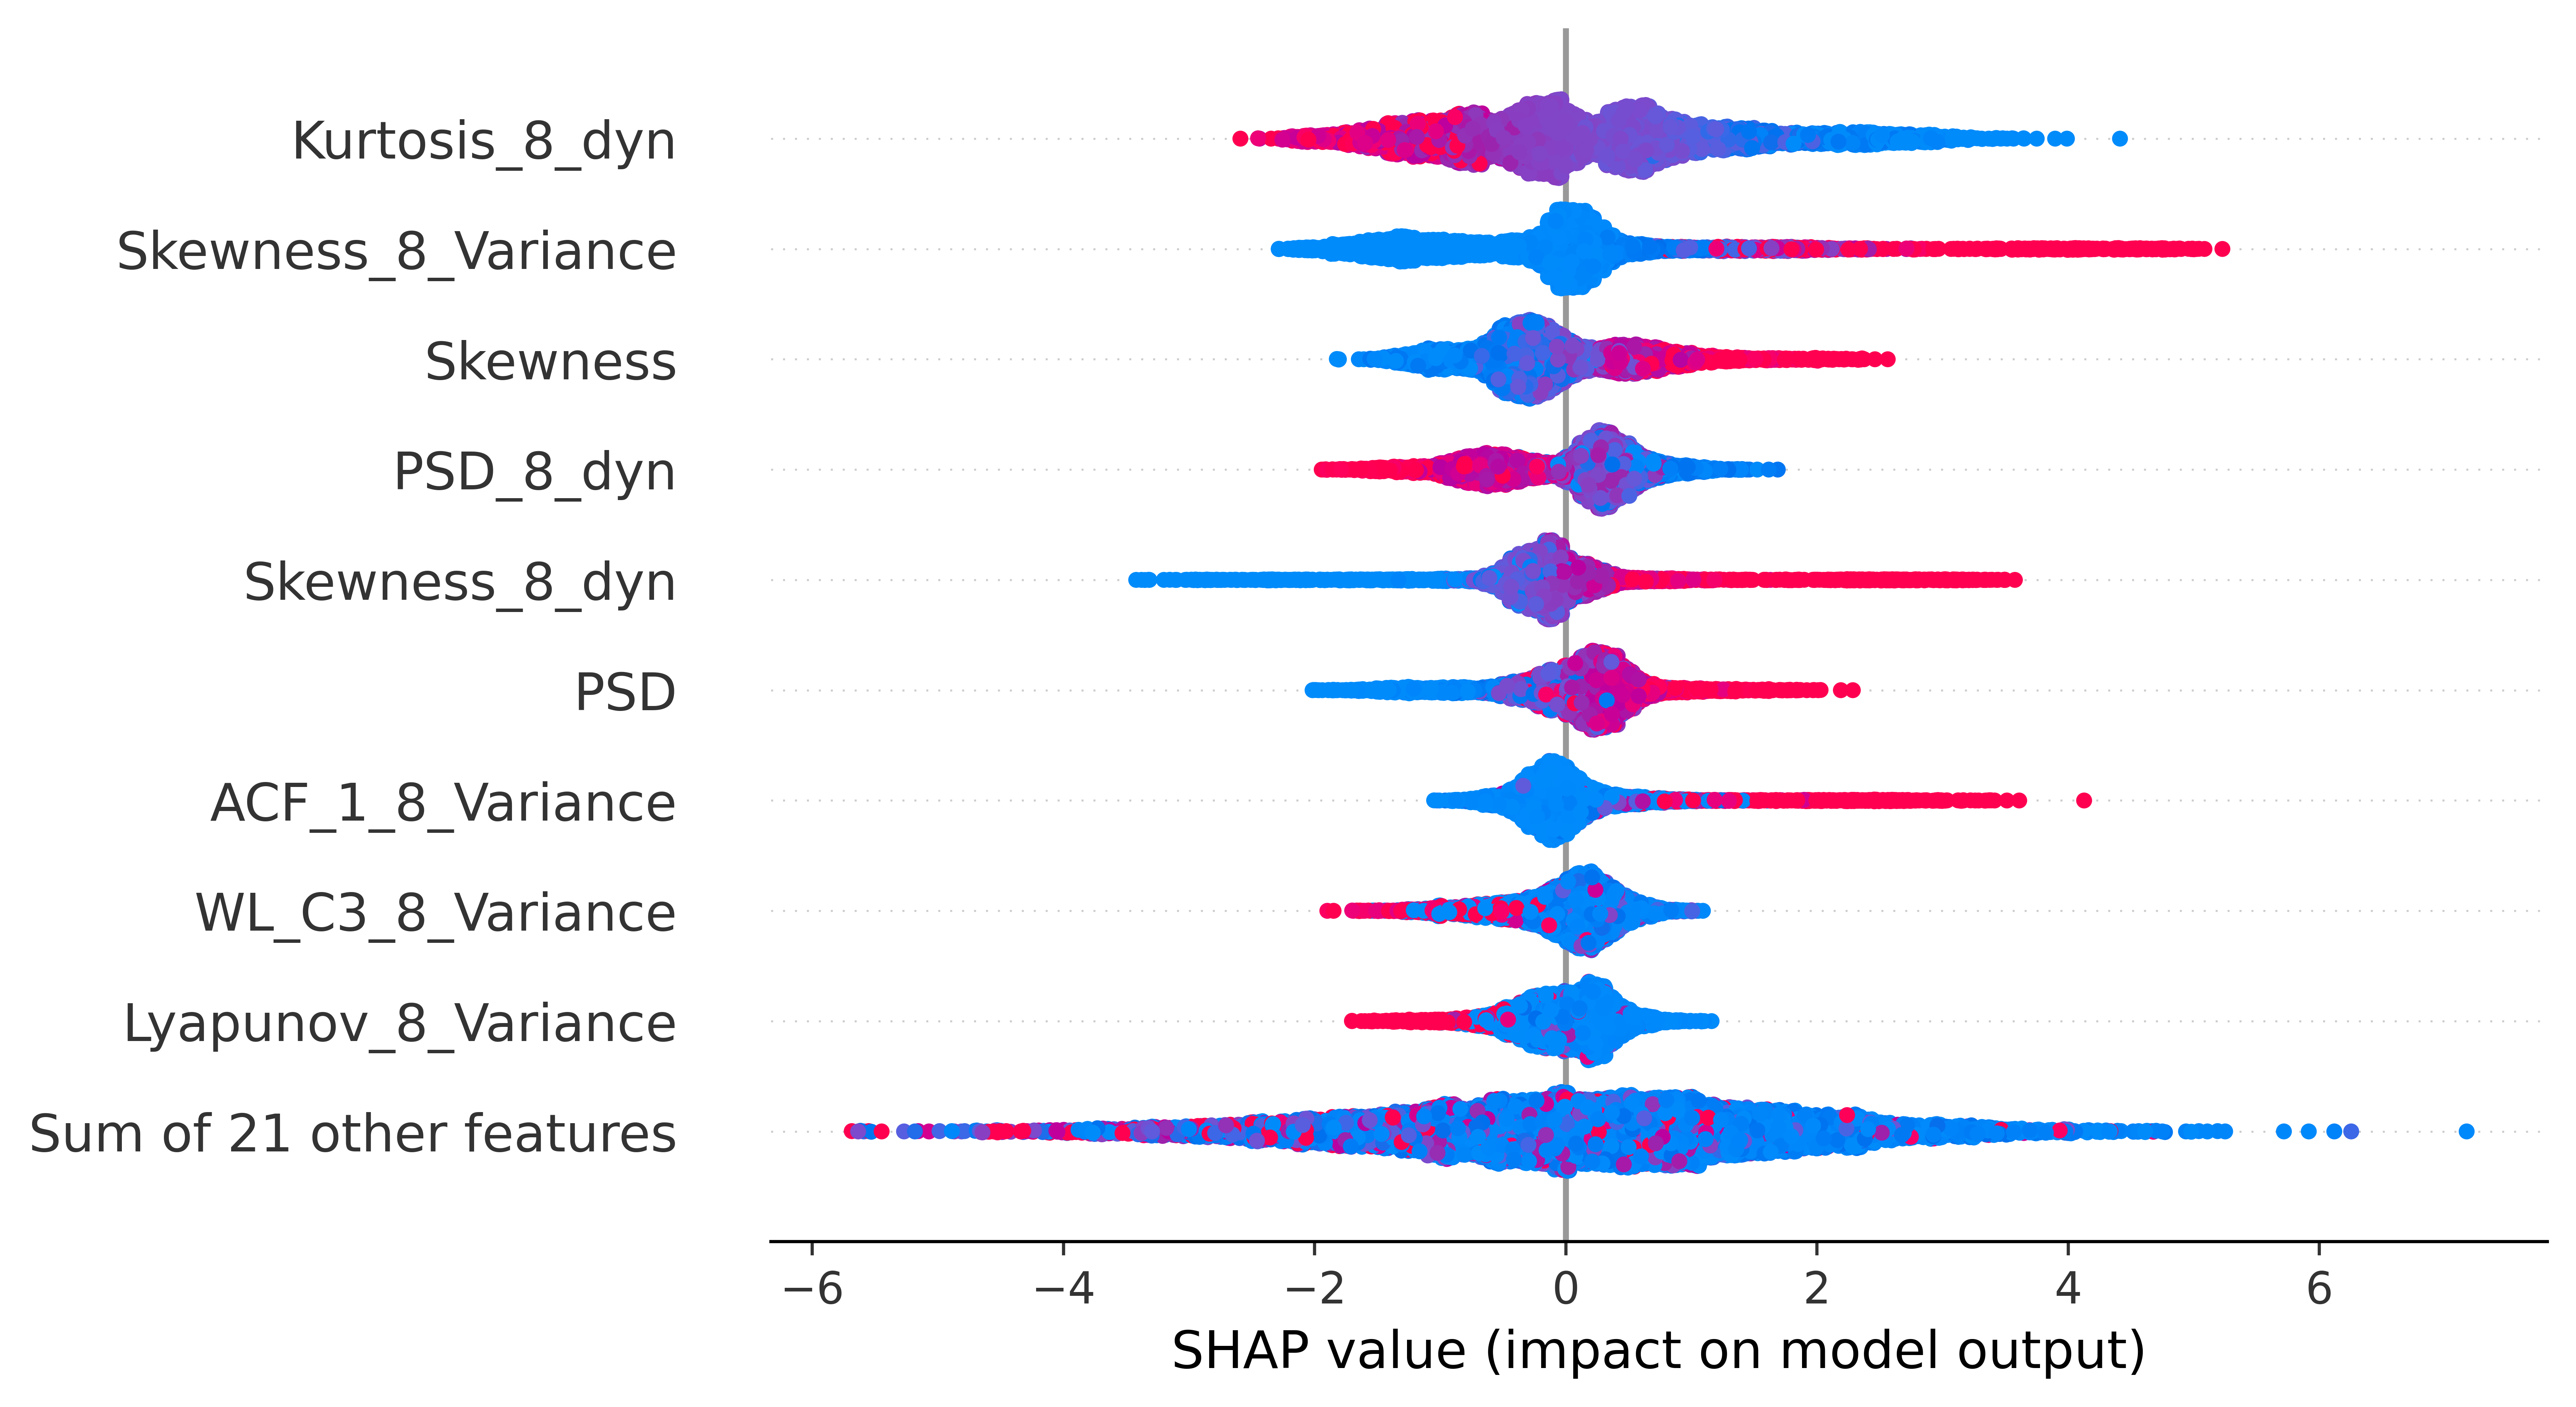 Kurtosis_8_dyn
Skewness_8_Variance
Skewness
PSD_8_dyn
Skewness_8_dyn
PSD
ACF_1_8_Variance
WL_C3_8_Variance
Lyapunov_8_Variance
Sum of 21 other features
−6 −4 −2 0 2 4 6
SHAP value (impact on model output)